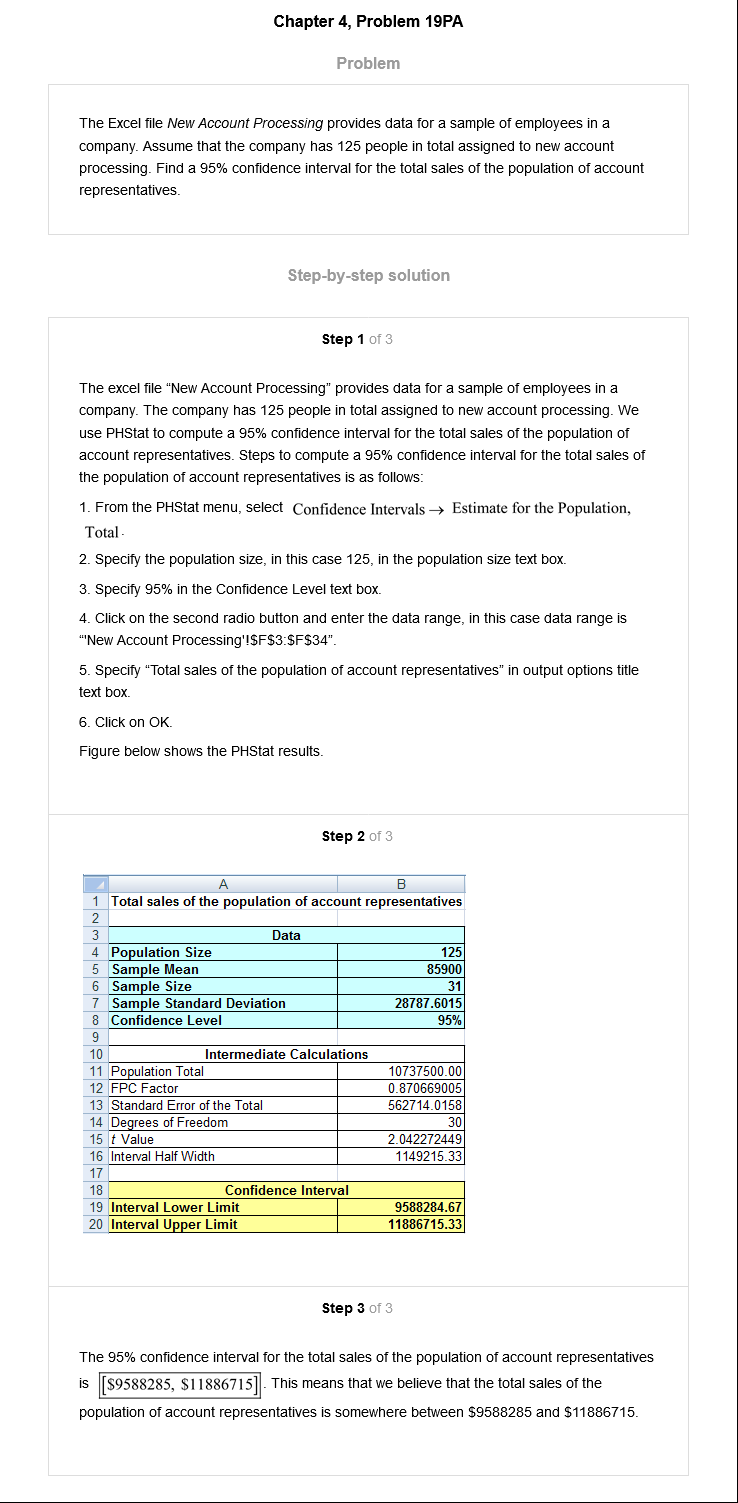 Chapter 4, Problem 19PA
Problem
The Excel file New Account Processing provides data for a sample of employees in a
company. Assume that the company has 125 people in total assigned to new account
processing. Find a 95% confidence interval for the total sales of the population of account
representatives.
Step-by-step solution
Step 1 of 3
The excel file “New Account Processing” provides data for a sample of employees in a
company. The company has 125 people in total assigned to new account processing. We
use PHStat to compute a 95% confidence interval for the total sales of the population of
account representatives. Steps to compute a 95% confidence interval for the total sales of
the population of account representatives is as follows:
1. From the PHStat menu, select Confidence Intervals → Estimate for the Population,
Total.
2. Specify the population size, in this case 125, in the population size text box.
3. Specify 95% in the Confidence Level text box.
4. Click on the second radio button and enter the data range, in this case data range is
“'New Account Processing'!$F$3:$F$34”.
5. Specify “Total sales of the population of account representatives” in output options title
text box.
6. Click on OK.
Figure below shows the PHStat results.
Step 2 of 3
A B
1 Total sales of the population of account representatives
2
3 Data
4 Population Size 125
5 Sample Mean 85900
6 Sample Size 31
7 Sample Standard Deviation 28787.6015
8 Confidence Level 95%
9
10 Intermediate Calculations
11 Population Total 10737500.00
12 FPC Factor 0.870669005
13 Standard Error of the Total 562714.0158
14 Degrees of Freedom 30
15 t Value 2.042272449
16 Interval Half Width 1149215.33
17
18 Confidence Interval
19 Interval Lower Limit 9588284.67
20 Interval Upper Limit 11886715.33
Step 3 of 3
The 95% confidence interval for the total sales of the population of account representatives
is [$9588285, $11886715]. This means that we believe that the total sales of the
population of account representatives is somewhere between $9588285 and $11886715.